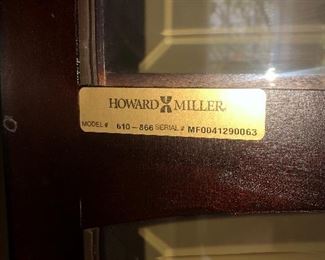 HOWARD MILLER
MODEL # 610-866 SERIAL # MF0041290063